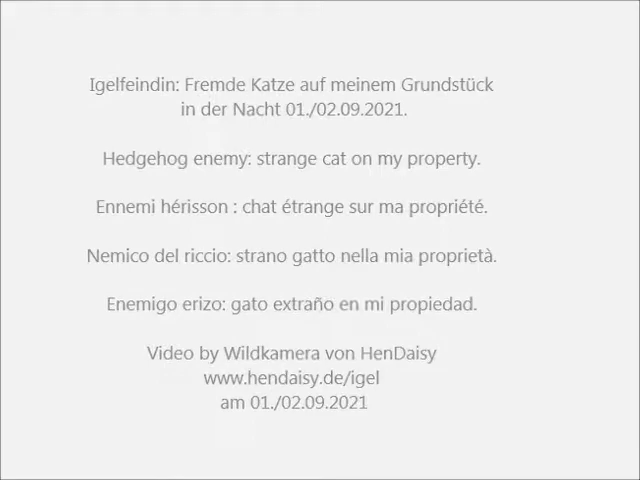 Igelfeindin: Fremde Katze auf meinem Grundstück
in der Nacht 01./02.09.2021.
Hedgehog enemy: strange cat on my property.
Ennemi hérisson : chat étrange sur ma propriété.
Nemico del riccio: strano gatto nella mia proprietà.
Enemigo erizo: gato extraño en mi propiedad.
Video by Wildkamera von HenDaisy
www.hendaisy.de/igel
am 01./02.09.2021